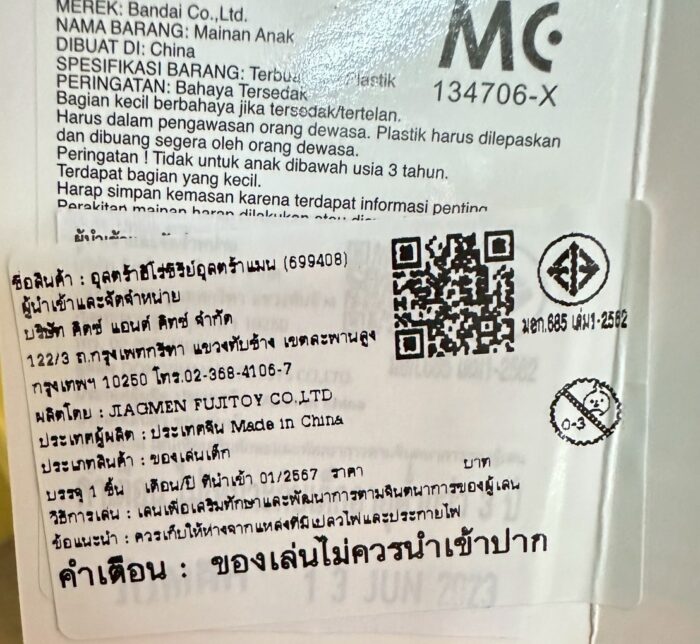 MEREK: Bandai Co.,Ltd.
NAMA BARANG: Mainan Anak
DIBUAT DI: China
SPESIFIKASI BARANG: Plastik
PERINGATAN: Bahaya Tersedak
Bagian kecil berbahaya jika tersedak/tertelan.
Harus dalam pengawasan orang dewasa. Plastik harus dilepaskan
dan dibuang segera oleh orang dewasa.
Peringatan ! Tidak untuk anak dibawah usia 3 tahun.
Terdapat bagian yang kecil.
Harap simpan kemasan karena terdapat informasi penting
Perakitan mainan harap dilakukan
MC
134706-X
ชื่อสินค้า : อุลตร้าฮีโร่ซีรีย์อุลตร้าแมน (699408)
ผู้นำเข้าและจัดจำหน่าย
บริษัท คิดซ์ แอนด์ คิทซ์ จำกัด
122/3 ถ.กรุงเทพกรีฑา แขวงทับช้าง เขตสะพานสูง
กรุงเทพฯ 10250 โทร.02-368-4106-7
ผลิตโดย : JIAOMEN FUJITOY CO.,LTD
ประเทศผู้ผลิต : ประเทศจีน Made in China
ประเภทสินค้า : ของเล่นเด็ก
บรรจุ 1 ชิ้น เดือน/ปี ที่นำเข้า 01/2567 ราคา บาท
วิธีการเล่น : เล่นเพื่อเสริมทักษะและพัฒนาการตามจินตนาการของผู้เล่น
ข้อแนะนำ : ควรเก็บให้ห่างจากแหล่งที่มีเปลวไฟและประกายไฟ
คำเตือน : ของเล่นไม่ควรนำเข้าปาก
มอก.685 เล่ม1-2562
0-3
13 JUN 2023